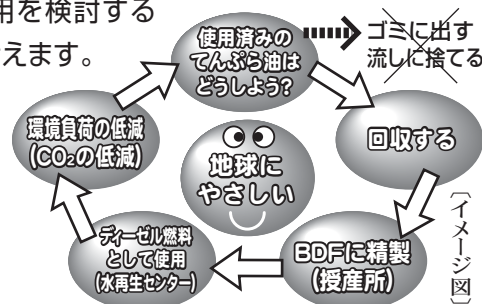 用を検討する
えます。
使用済みの
てんぷら油は
どうしよう?
ゴミに出す
流しに捨てる
回収する
BDFに精製
(授産所)
ディーゼル燃料
として使用
(水再生センター)
環境負荷の低減
(CO₂の低減)
地球に
やさしい
〔イメージ図〕